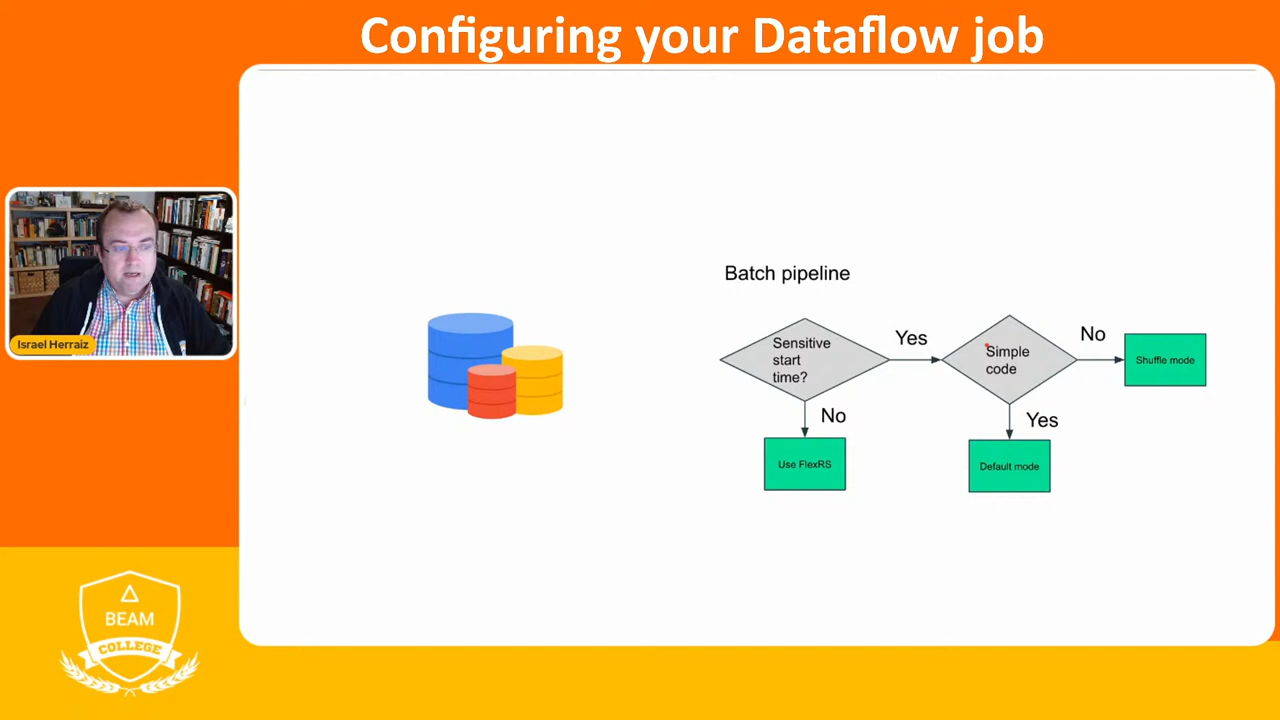 Configuring your Dataflow job
Israel Herraiz
BEAM
COLLEGE
Batch pipeline
Sensitive
start
time?
Yes
No
Use FlexRS
Simple
code
No
Yes
Shuffle mode
Default mode